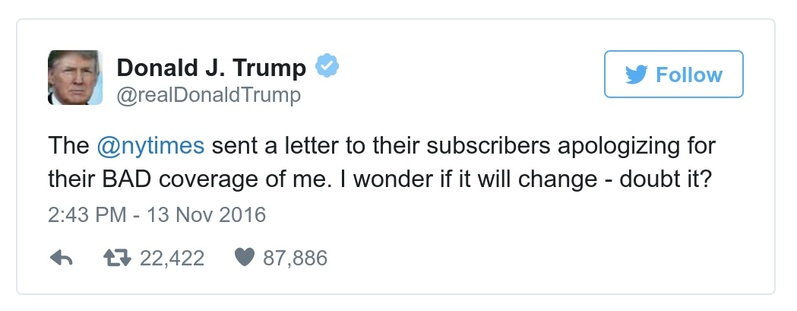 Donald J. Trump
@realDonaldTrump
Follow
The @nytimes sent a letter to their subscribers apologizing for
their BAD coverage of me. I wonder if it will change - doubt it?
2:43 PM - 13 Nov 2016
22,422 87,886